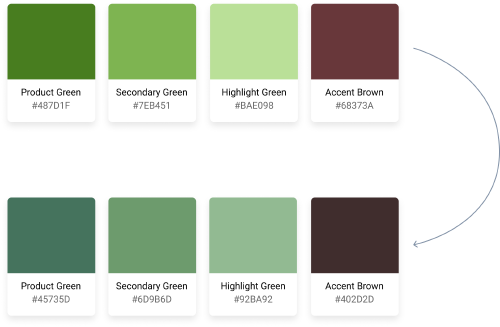 Product Green
#487D1F
Secondary Green
#7EB451
Highlight Green
#BAE098
Accent Brown
#68373A
Product Green
#45735D
Secondary Green
#6D9B6D
Highlight Green
#92BA92
Accent Brown
#402D2D